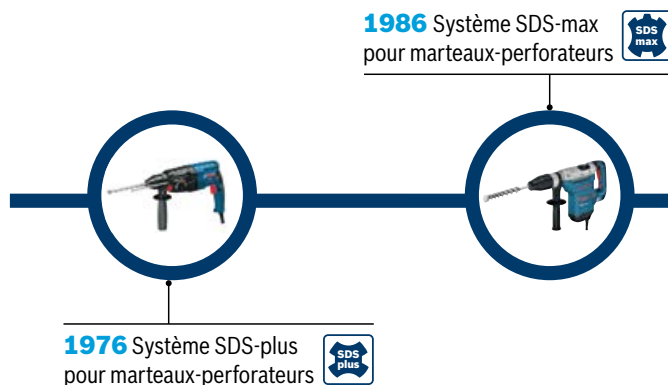 1986 Système SDS-max
pour marteaux-perforateurs
SDS
max
1976 Système SDS-plus
pour marteaux-perforateurs
SDS
plus